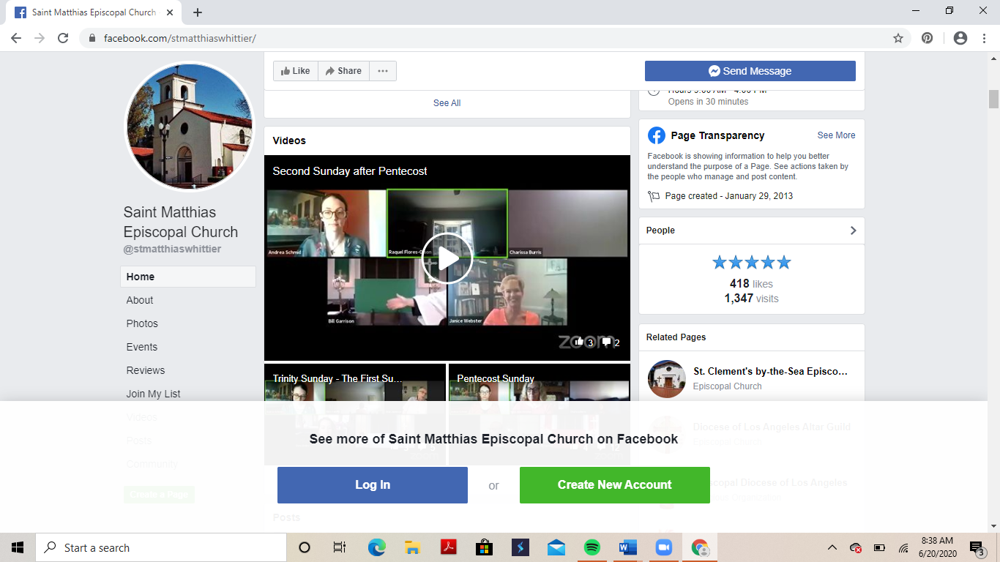 Saint Matthias Episcopal Church
facebook.com/stmatthiaswhittier/
Like
Share
Send Message
Saint Matthias
Episcopal Church
@stmatthiaswhittier
Home
About
Photos
Events
Reviews
Join My List
Videos
Posts
Community
Create a Page
See All
Videos
Second Sunday after Pentecost
Andrea Schmid
Charissa Burris
Bill Garrison
Janice Webster
zoom
3
2
Trinity Sunday - The First Su...
Pentecost Sunday
Posts
Hours 9:00 AM - 4:00 PM
Opens in 30 minutes
Page Transparency
See More
Facebook is showing information to help you better
understand the purpose of a Page. See actions taken by
the people who manage and post content.
Page created - January 29, 2013
People
418 likes
1,347 visits
Related Pages
St. Clement's by-the-Sea Episco...
Episcopal Church
Diocese of Los Angeles Altar Guild
Episcopal Church
copal Diocese of Los Angeles
See more of Saint Matthias Episcopal Church on Facebook
Log In
or
Create New Account
Start a search
8:38 AM
6/20/2020
3